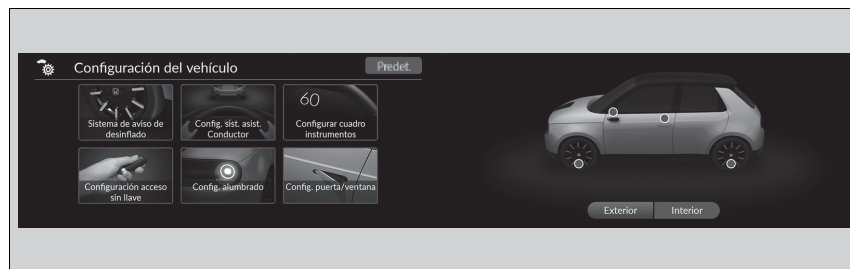 Configuración del vehículo
Predet.
Sistema de aviso de
desinflado
Config. sist. asist.
Conductor
60
Configurar cuadro
instrumentos
Configuración acceso
sin llave
Config. alumbrado
Config. puerta/ventana
Exterior
Interior